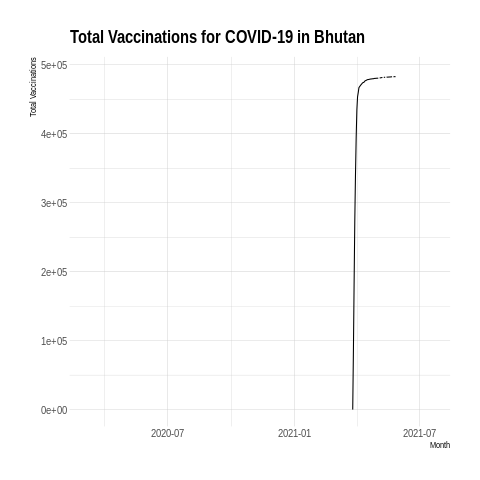 Total Vaccinations for COVID-19 in Bhutan
Total Vaccinations
5e+05
4e+05
3e+05
2e+05
1e+05
0e+00
2020-07
2021-01
2021-07
Month